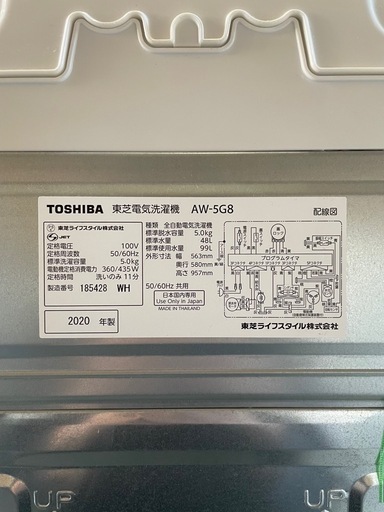 TOSHIBA 東芝電気洗濯機 AW-5G8 配線図
東芝ライフスタイル株式会社
JET
定格電圧 100V
定格周波数 50/60Hz
標準洗濯容量 5.0kg
電動機定格消費電力 360/435W
定格時間 洗いのみ 11分
製造番号 185428 WH
2020 年製
種類 全自動電気洗濯機
標準脱水容量 5.0kg
標準水量 48L
標準使用水量 99L
外形寸法 幅 563mm
奥行 580mm
高さ 957mm
50/60Hz 共用
日本国内専用
Use Only in Japan
MADE IN THAILAND
プログラムタイマ
東芝ライフスタイル株式会社
UP
UP